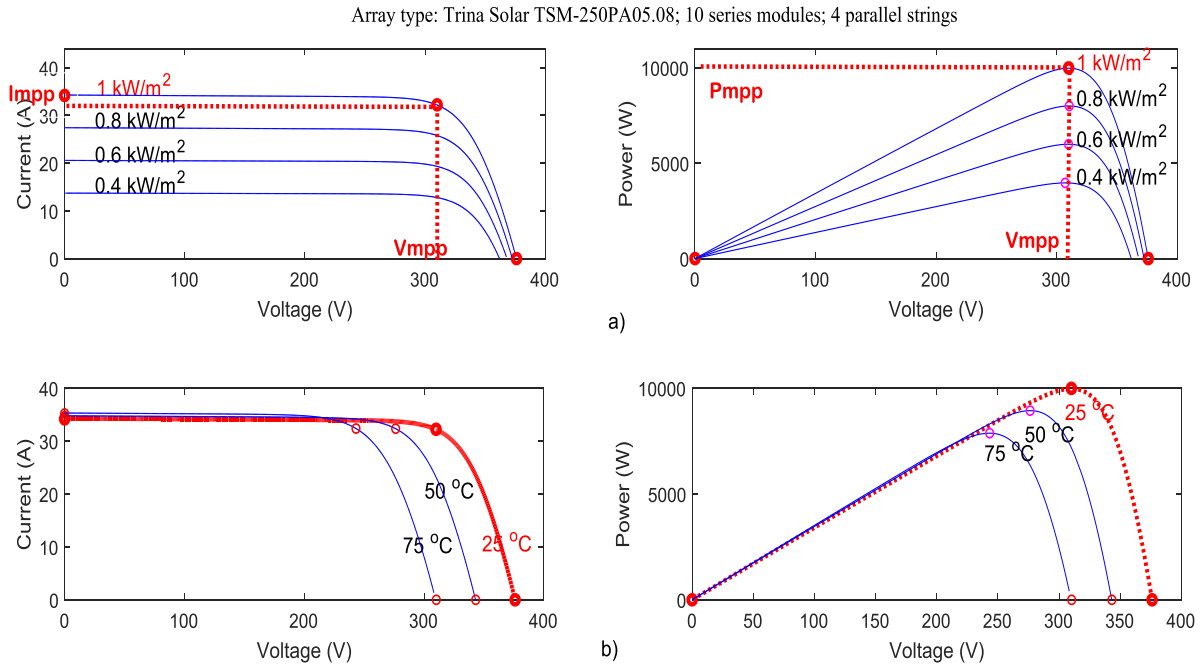 Array type: Trina Solar TSM-250PA05.08; 10 series modules; 4 parallel strings
40
30
20
10
0
Current (A)
Impp
1 kW/m2
0.8 kW/m2
0.6 kW/m2
0.4 kW/m2
Vmpp
0 100 200 300 400
Voltage (V)
10000
5000
0
Power (W)
Pmpp
1 kW/m2
0.8 kW/m2
0.6 kW/m2
0.4 kW/m2
Vmpp
0 100 200 300 400
Voltage (V)
a)
40
30
20
10
0
Current (A)
50 oC
75 oC
25 oC
0 100 200 300 400
Voltage (V)
10000
5000
0
Power (W)
25 oC
50 oC
75 oC
0 50 100 150 200 250 300 350 400
Voltage (V)
b)